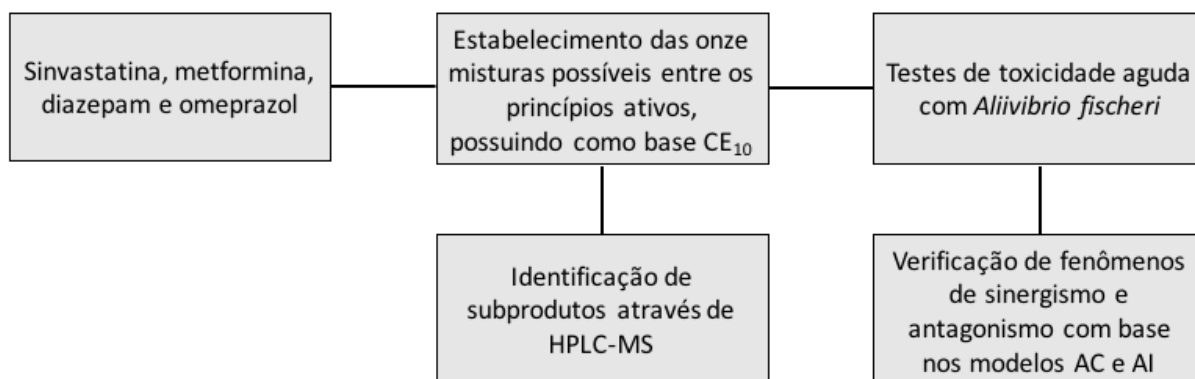 Sinvastatina, metformina,
diazepam e omeprazol
Estabelecimento das onze
misturas possíveis entre os
princípios ativos,
possuindo como base CE₁₀
Testes de toxicidade aguda
com Aliivibrio fischeri
Identificação de
subprodutos através de
HPLC-MS
Verificação de fenômenos
de sinergismo e
antagonismo com base
nos modelos AC e AI